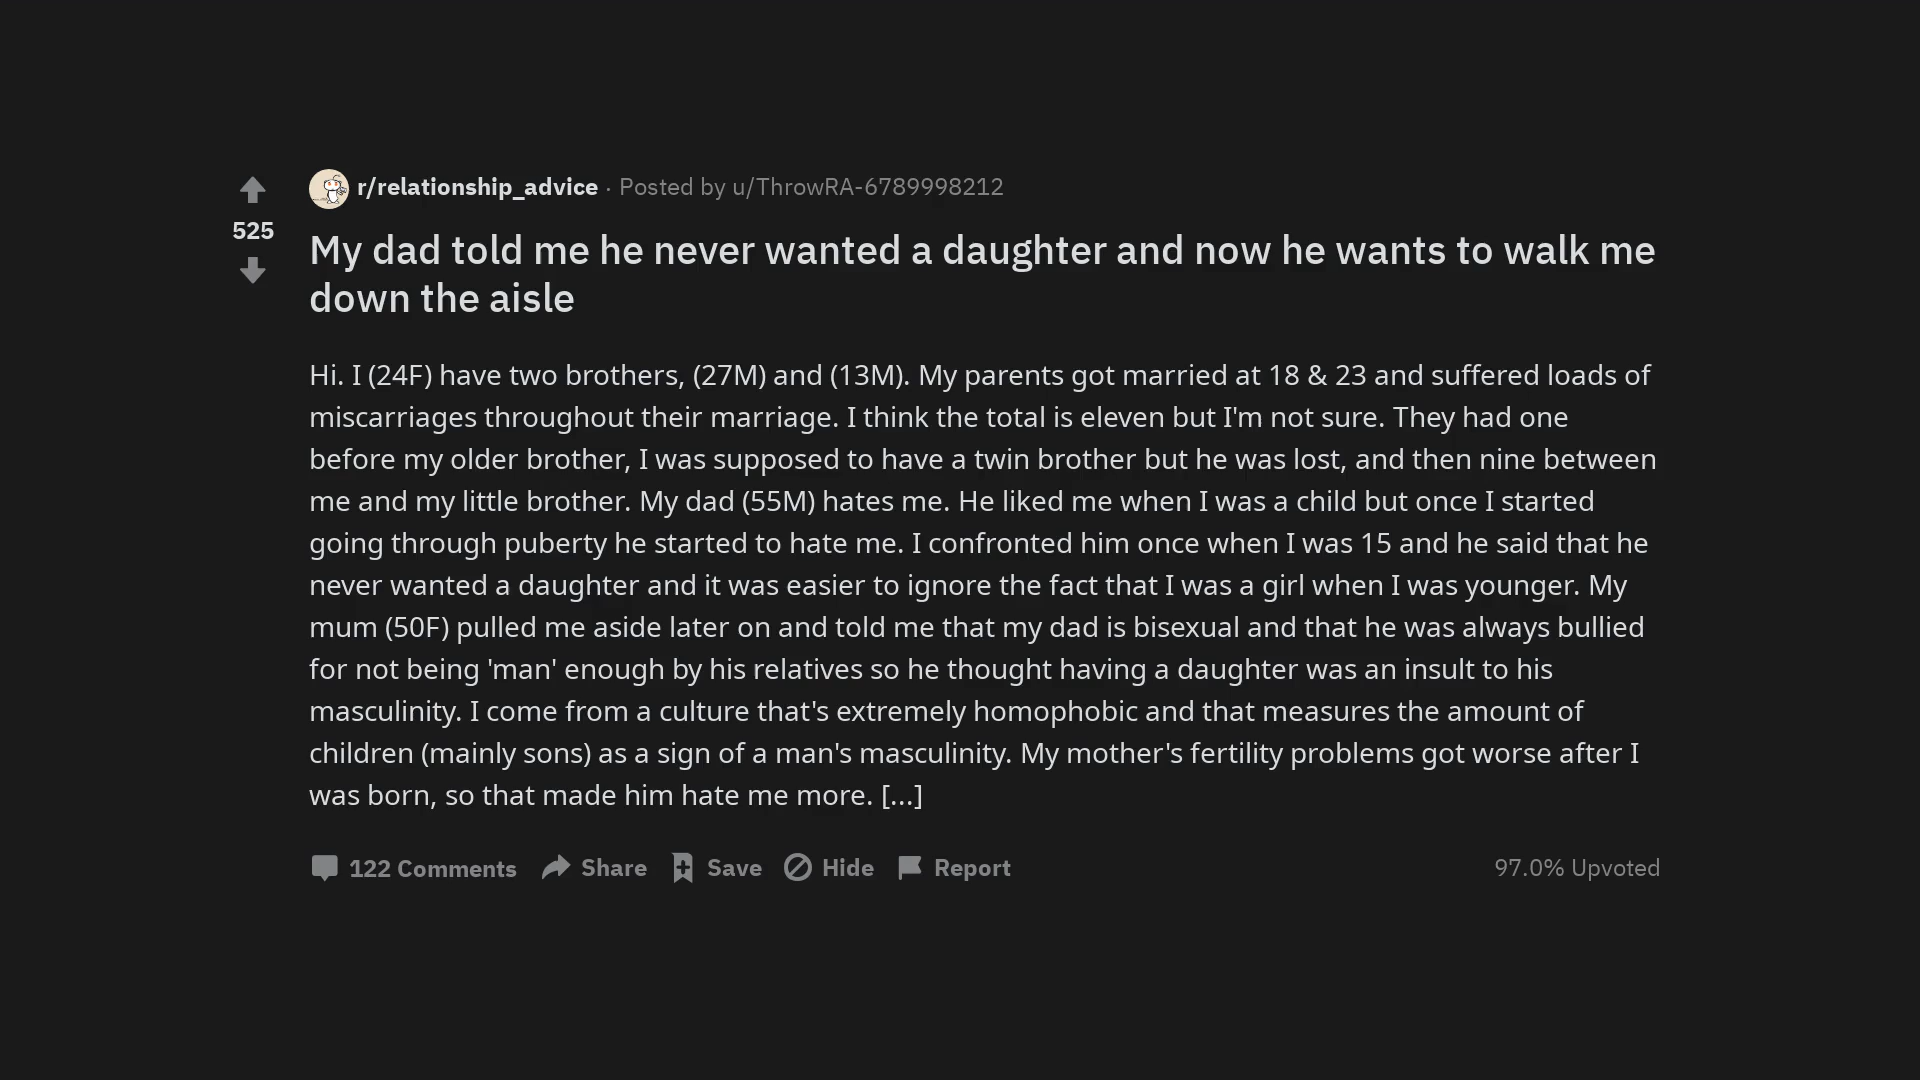 r/relationship_advice · Posted by u/ThrowRA-6789998212
525
My dad told me he never wanted a daughter and now he wants to walk me
down the aisle
Hi. I (24F) have two brothers, (27M) and (13M). My parents got married at 18 & 23 and suffered loads of
miscarriages throughout their marriage. I think the total is eleven but I'm not sure. They had one
before my older brother, I was supposed to have a twin brother but he was lost, and then nine between
me and my little brother. My dad (55M) hates me. He liked me when I was a child but once I started
going through puberty he started to hate me. I confronted him once when I was 15 and he said that he
never wanted a daughter and it was easier to ignore the fact that I was a girl when I was younger. My
mum (50F) pulled me aside later on and told me that my dad is bisexual and that he was always bullied
for not being 'man' enough by his relatives so he thought having a daughter was an insult to his
masculinity. I come from a culture that's extremely homophobic and that measures the amount of
children (mainly sons) as a sign of a man's masculinity. My mother's fertility problems got worse after I
was born, so that made him hate me more. [...]
122 Comments Share Save Hide Report 97.0% Upvoted